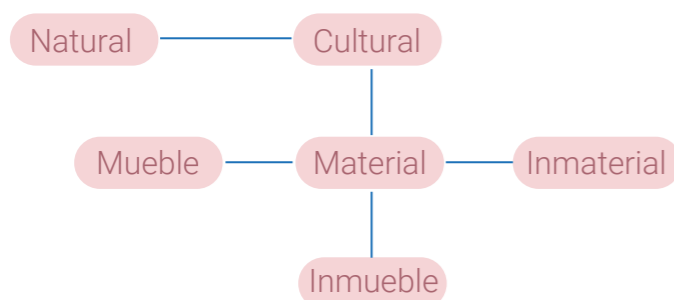 Natural
Cultural
Mueble
Material
Inmaterial
Inmueble